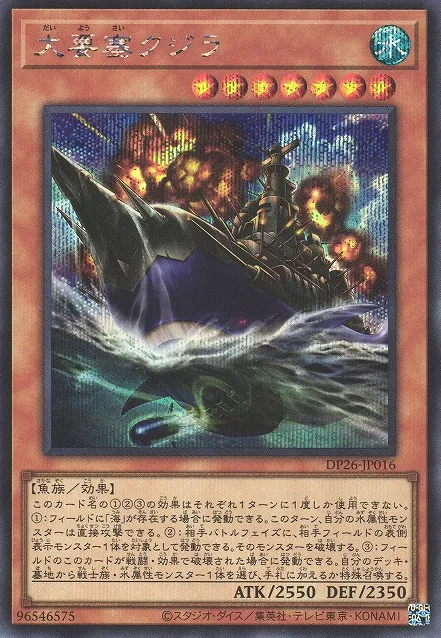 だい よう さい
大要塞クジラ
水
DP26-JP016
【魚族／効果】
このカード名の①②③の効果はそれぞれ1ターンに1度しか使用できない。
①：フィールドに「海」が存在する場合に発動できる。このターン、自分の水属性モン
スターは直接攻撃できる。②：相手バトルフェイズに、相手フィールドの表側
表示モンスター1体を対象として発動できる。そのモンスターを破壊する。③：フィー
ルドのこのカードが戦闘・効果で破壊された場合に発動できる。自分のデッキ・
墓地から戦士族・水属性モンスター1体を選び、手札に加えるか特殊召喚する。
ATK/2550 DEF/2350
96546575 ©スタジオ・ダイス／集英社・テレビ東京・KONAMI